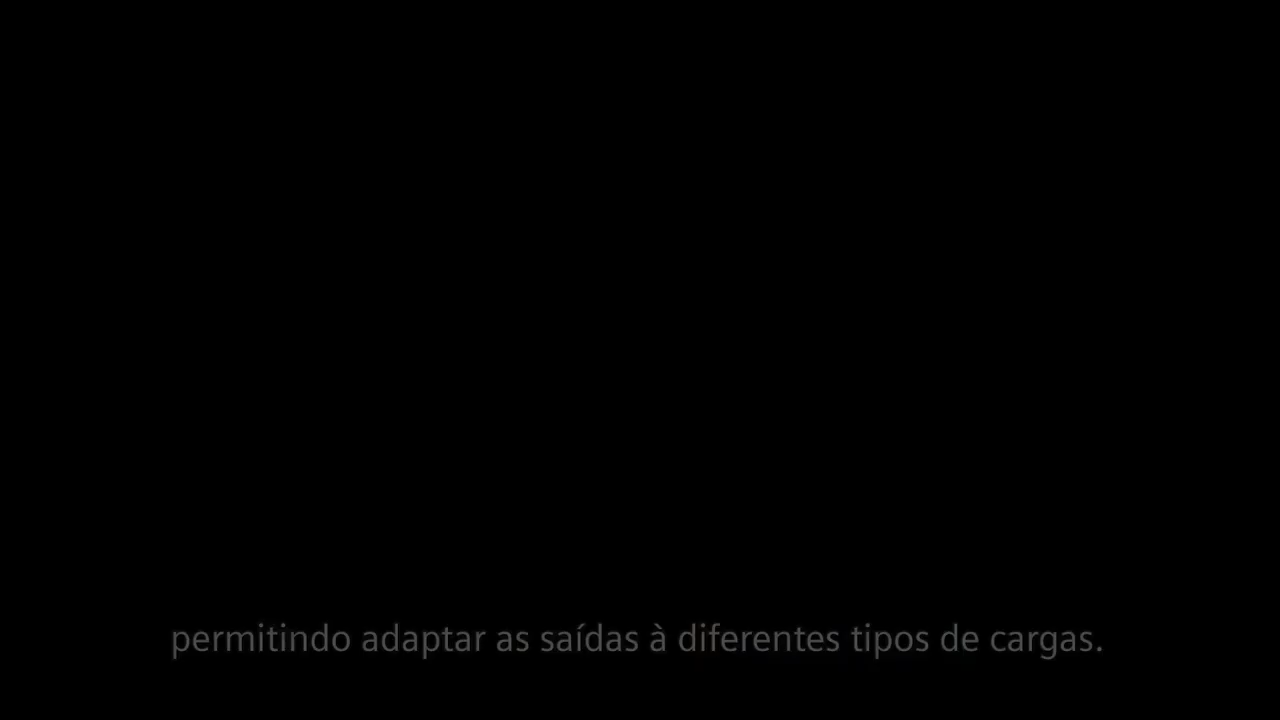 permitindo adaptar as saídas à diferentes tipos de cargas.